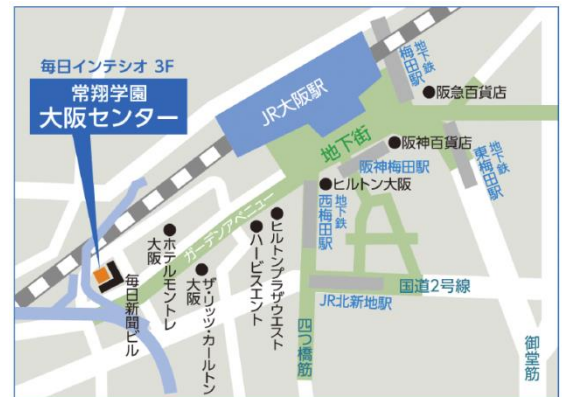 毎日インテシオ 3F
常翔学園
大阪センター
JR大阪駅
地下鉄
梅田駅
阪急百貨店
地下街
阪神百貨店
阪神梅田駅
地下鉄
東梅田駅
ヒルトン大阪
地下鉄
西梅田駅
ガーデンアベニュー
ヒルトンプラザウエスト
ハービスエント
ホテルモントレ
大阪
ザ・リッツ・カールトン
大阪
毎日新聞ビル
JR北新地駅
国道2号線
四つ橋筋
御堂筋